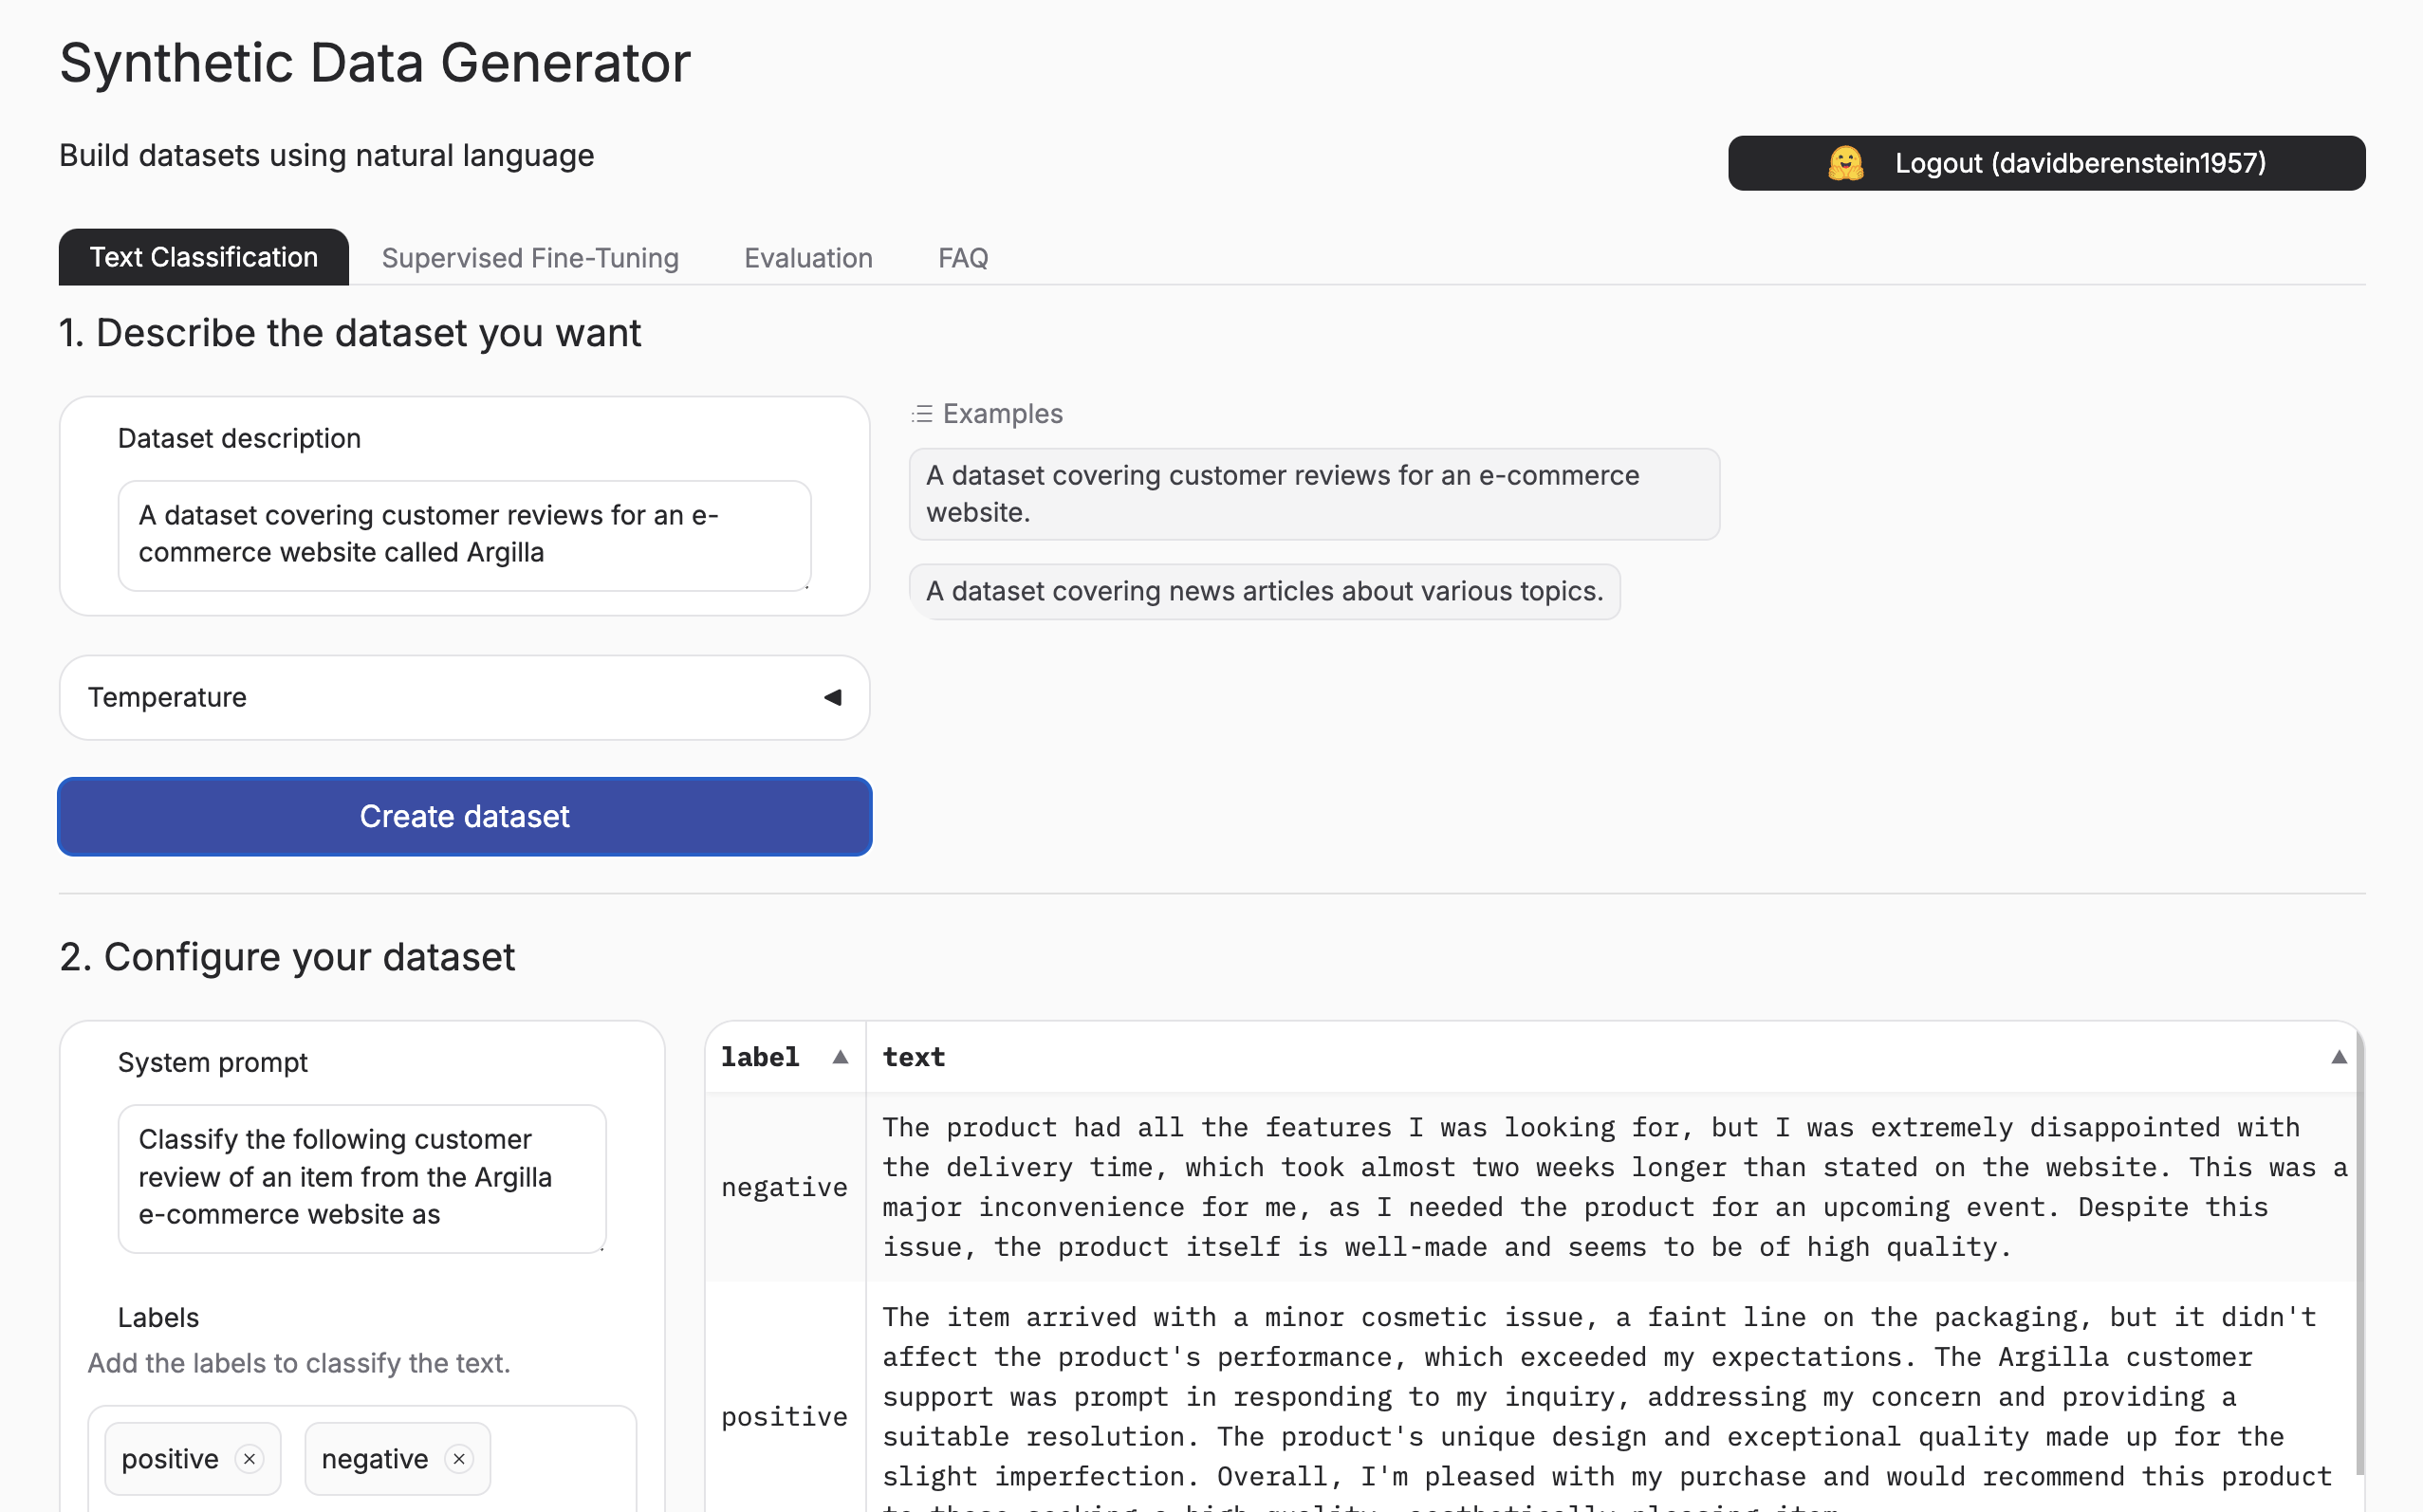 Synthetic Data Generator
Build datasets using natural language
Logout (davidberenstein1957)
Text Classification
Supervised Fine-Tuning
Evaluation
FAQ
1. Describe the dataset you want
Dataset description
A dataset covering customer reviews for an e-
commerce website called Argilla
Examples
A dataset covering customer reviews for an e-commerce
website.
A dataset covering news articles about various topics.
Temperature
Create dataset
2. Configure your dataset
System prompt
Classify the following customer
review of an item from the Argilla
e-commerce website as
Labels
Add the labels to classify the text.
positive
negative
label
text
negative
The product had all the features I was looking for, but I was extremely disappointed with
the delivery time, which took almost two weeks longer than stated on the website. This was a
major inconvenience for me, as I needed the product for an upcoming event. Despite this
issue, the product itself is well-made and seems to be of high quality.
positive
The item arrived with a minor cosmetic issue, a faint line on the packaging, but it didn't
affect the product's performance, which exceeded my expectations. The Argilla customer
support was prompt in responding to my inquiry, addressing my concern and providing a
suitable resolution. The product's unique design and exceptional quality made up for the
slight imperfection. Overall, I'm pleased with my purchase and would recommend this product